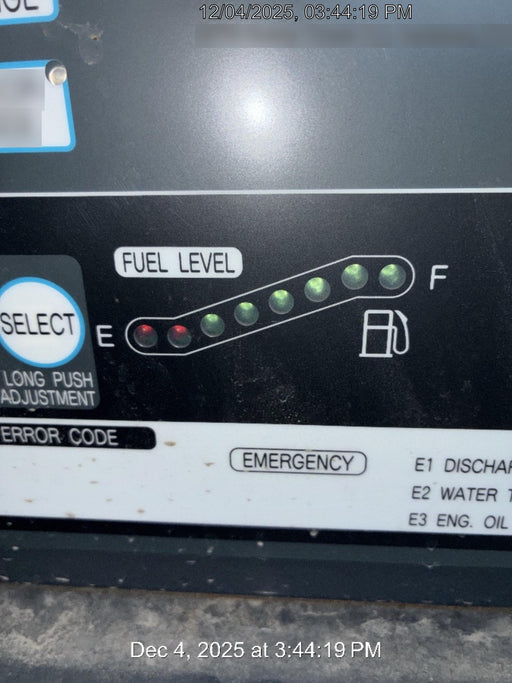 12/04/2025, 03:44:19 PM
FUEL LEVEL
F
SELECT
E
LONG PUSH
ADJUSTMENT
ERROR CODE
EMERGENCY
E1 DISCHAR
E2 WATER T
E3 ENG. OIL
Dec 4, 2025 at 3:44:19 PM